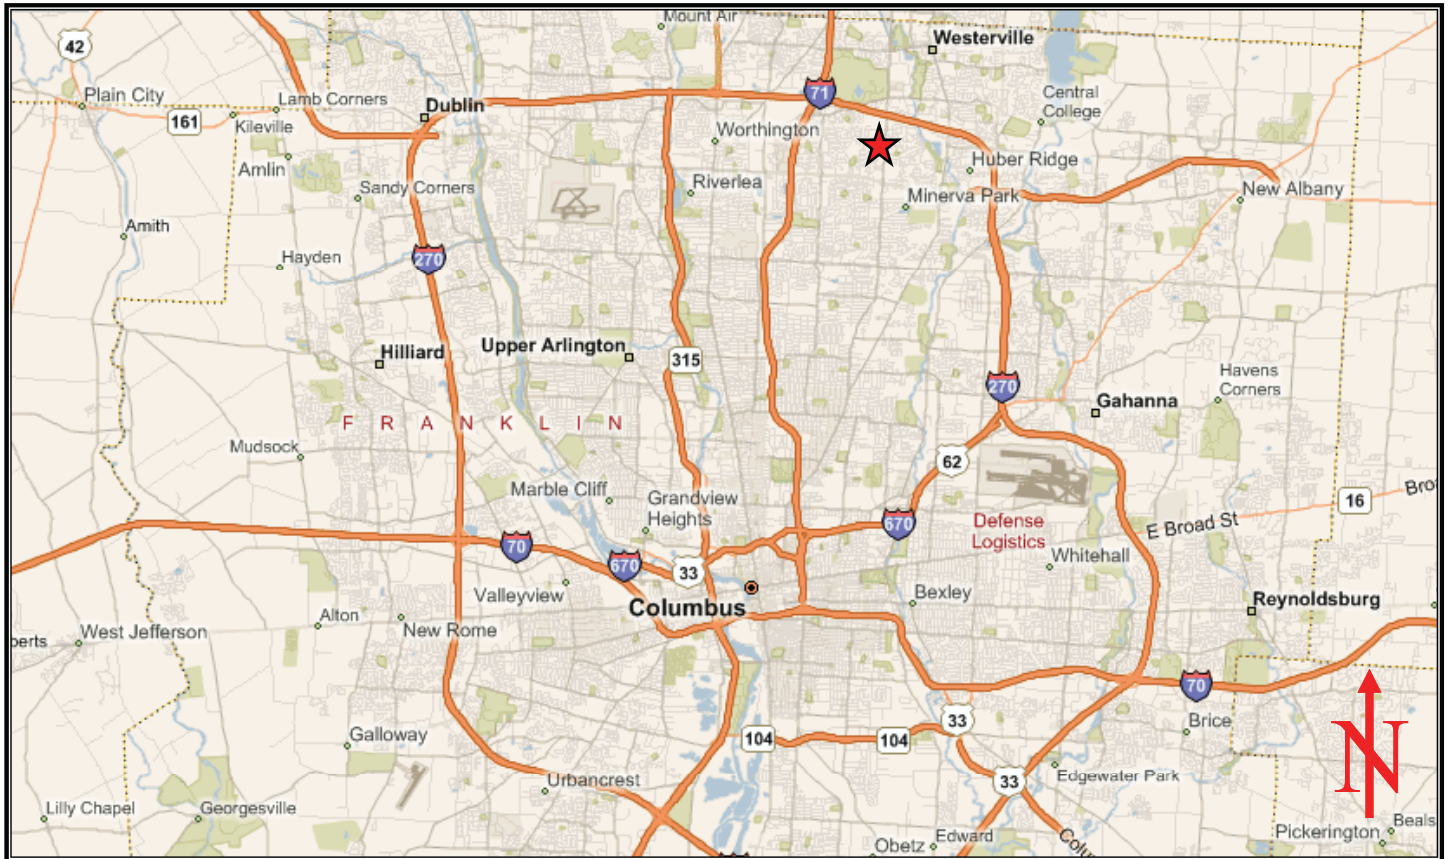 Mount Air
42
Westerville
Plain City
Lamb Corners
Dublin
71
Central
College
161
Kileville
Worthington
Amlin
Huber Ridge
Sandy Corners
Riverlea
Minerva Park
New Albany
Amith
Hayden
270
Hilliard
Upper Arlington
315
270
Havens
Corners
Gahanna
FRANKLIN
Mudsock
62
Marble Cliff
Grandview
Heights
16
Bro
670
Defense
Logistics
E Broad St
70
670
33
Whitehall
Valleyview
Columbus
Bexley
Reynoldsburg
Alton
New Rome
berts
West Jefferson
70
33
Brice
104
104
Galloway
N
Urbancrest
33
Edgewater Park
Lilly Chapel
Georgesville
Obetz
Edward
Colu
Pickerington
Beals